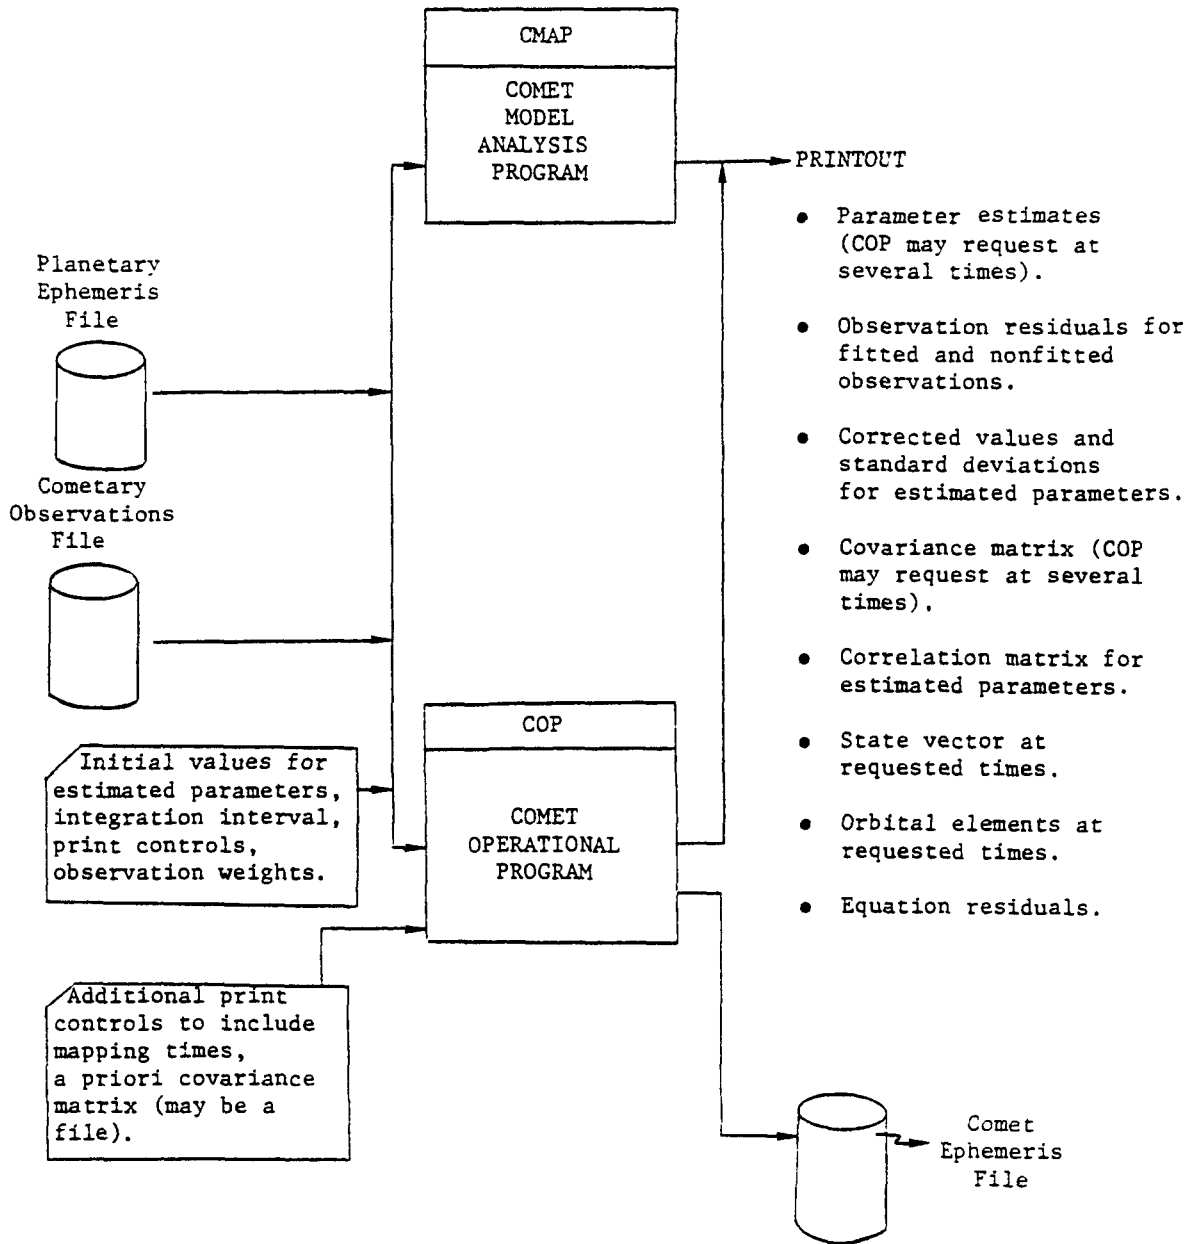 CMAP
COMET
MODEL
ANALYSIS
PROGRAM
PRINTOUT
• Parameter estimates
(COP may request at
several times).
• Observation residuals for
fitted and nonfitted
observations.
• Corrected values and
standard deviations
for estimated parameters.
• Covariance matrix (COP
may request at several
times).
• Correlation matrix for
estimated parameters.
• State vector at
requested times.
• Orbital elements at
requested times.
• Equation residuals.
Planetary
Ephemeris
File
Cometary
Observations
File
Initial values for
estimated parameters,
integration interval,
print controls,
observation weights.
COP
COMET
OPERATIONAL
PROGRAM
Additional print
controls to include
mapping times,
a priori covariance
matrix (may be a
file).
Comet
Ephemeris
File